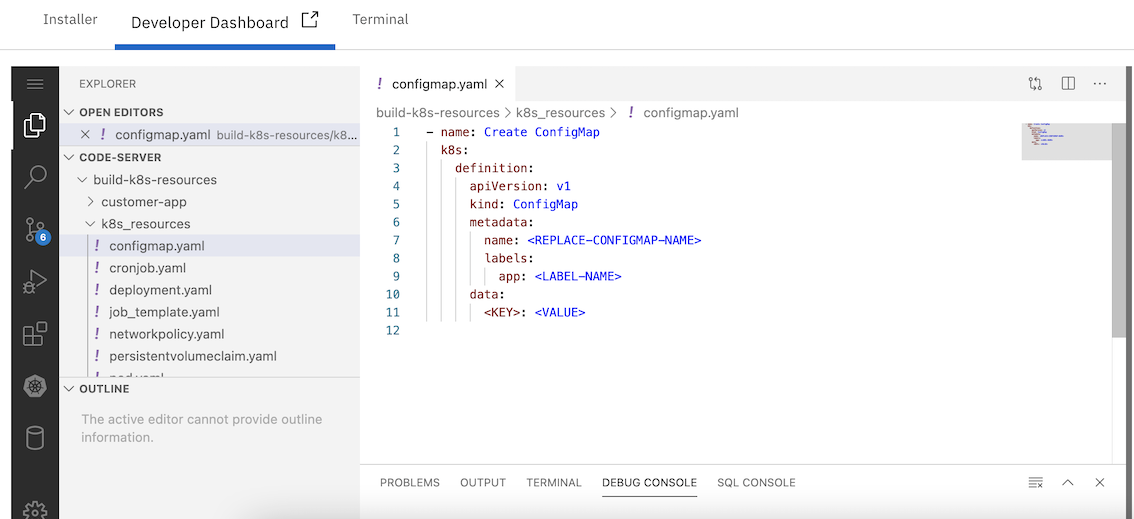 Installer
Developer Dashboard
Terminal
EXPLORER
OPEN EDITORS
configmap.yaml build-k8s-resources/k8...
CODE-SERVER
build-k8s-resources
customer-app
k8s_resources
! configmap.yaml
! cronjob.yaml
! deployment.yaml
! job_template.yaml
! networkpolicy.yaml
! persistentvolumeclaim.yaml
OUTLINE
The active editor cannot provide outline
information.
6
! configmap.yaml
build-k8s-resources > k8s_resources > ! configmap.yaml
1 - name: Create ConfigMap
2 k8s:
3 definition:
4 apiVersion: v1
5 kind: ConfigMap
6 metadata:
7 name: <REPLACE-CONFIGMAP-NAME>
8 labels:
9 app: <LABEL-NAME>
10 data:
11 <KEY>: <VALUE>
12
PROBLEMS OUTPUT TERMINAL DEBUG CONSOLE SQL CONSOLE